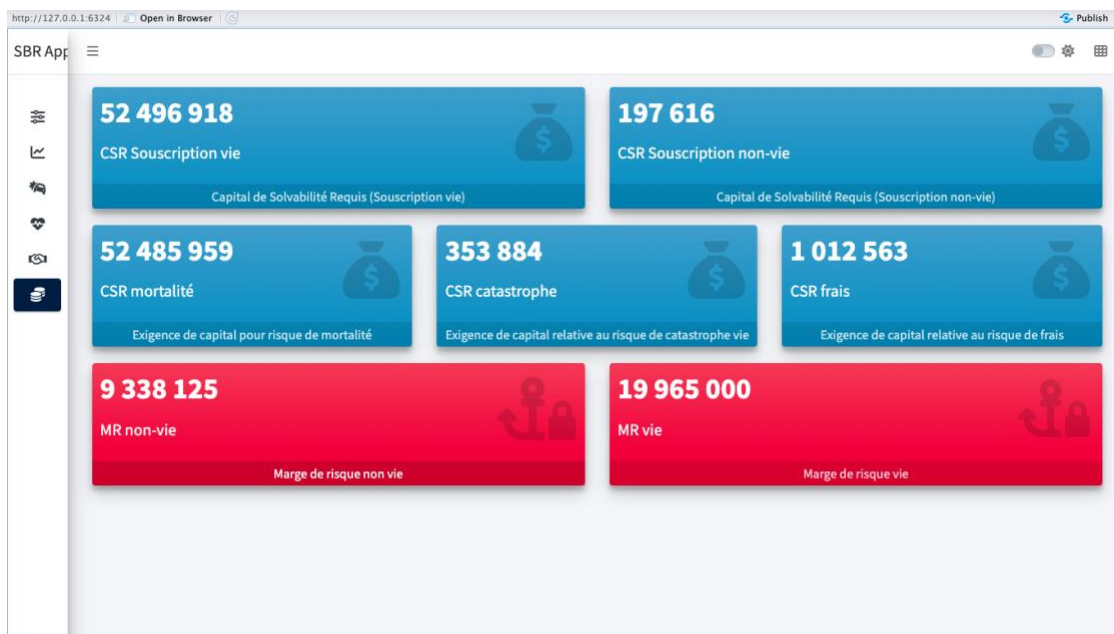 http://127.0.0.1:6324 Open in Browser Publish
SBR App
52 496 918
CSR Souscription vie
Capital de Solvabilité Requis (Souscription vie)
197 616
CSR Souscription non-vie
Capital de Solvabilité Requis (Souscription non-vie)
52 485 959
CSR mortalité
Exigence de capital pour risque de mortalité
353 884
CSR catastrophe
Exigence de capital relative au risque de catastrophe vie
1 012 563
CSR frais
Exigence de capital relative au risque de frais
9 338 125
MR non-vie
Marge de risque non vie
19 965 000
MR vie
Marge de risque vie